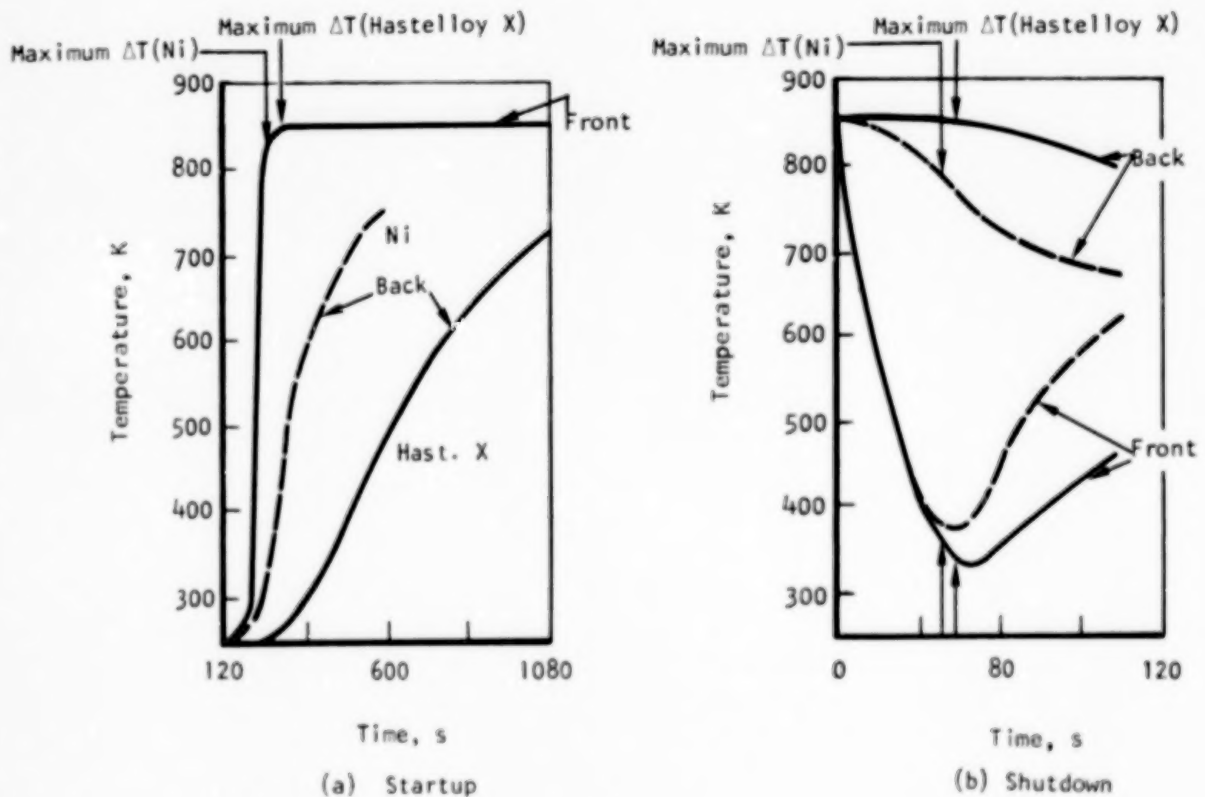 Maximum ΔT(Hastelloy X)
Maximum ΔT(Ni)
900
800
700
600
500
400
300
Temperature, K
Front
Ni
Back
Hast. X
120
600
1080
Time, s
(a) Startup
Maximum ΔT(Hastelloy X)
Maximum ΔT(Ni)
900
800
700
600
500
400
300
Temperature, K
Back
Front
0
80
120
Time, s
(b) Shutdown